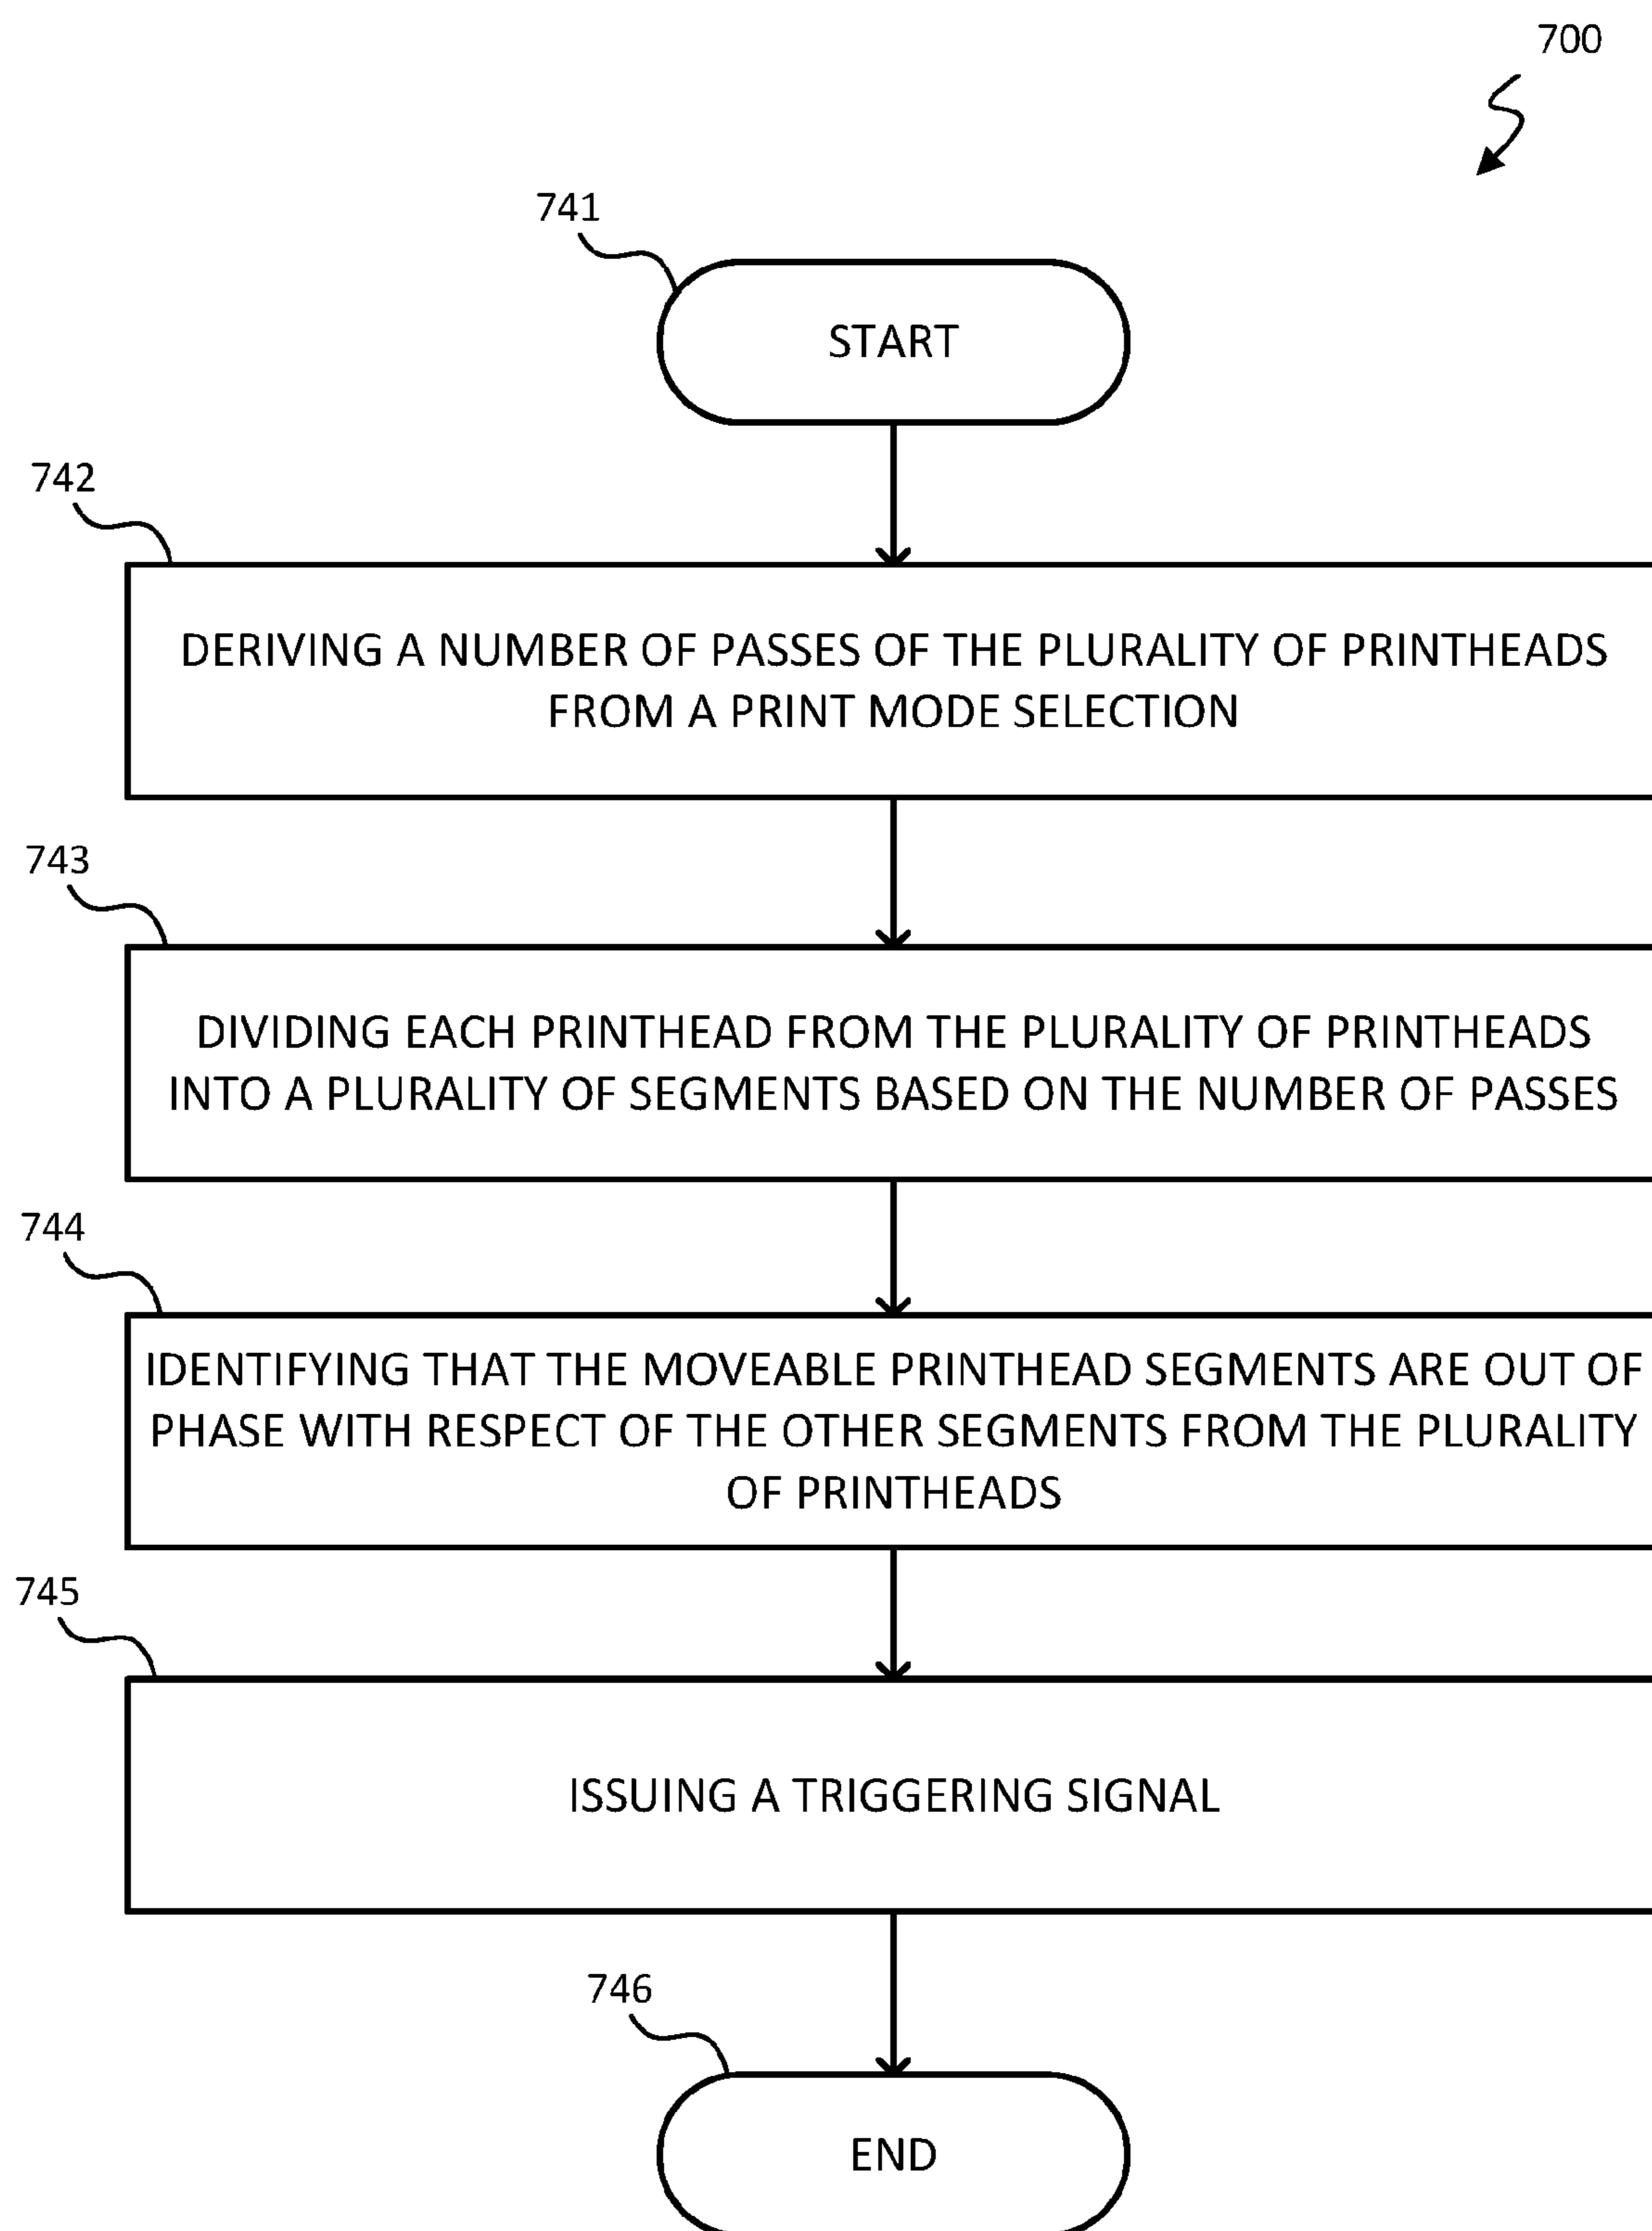 700
741
START
742
DERIVING A NUMBER OF PASSES OF THE PLURALITY OF PRINTHEADS
FROM A PRINT MODE SELECTION
743
DIVIDING EACH PRINTHEAD FROM THE PLURALITY OF PRINTHEADS
INTO A PLURALITY OF SEGMENTS BASED ON THE NUMBER OF PASSES
744
IDENTIFYING THAT THE MOVEABLE PRINTHEAD SEGMENTS ARE OUT OF
PHASE WITH RESPECT OF THE OTHER SEGMENTS FROM THE PLURALITY
OF PRINTHEADS
745
ISSUING A TRIGGERING SIGNAL
746
END